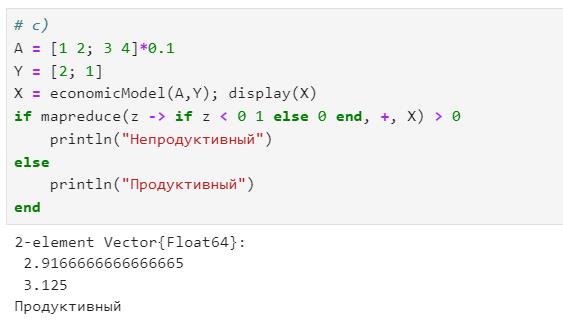 # c)
A = [1 2; 3 4]*0.1
Y = [2; 1]
X = economicModel(A,Y); display(X)
if mapreduce(z -> if z < 0 1 else 0 end, +, X) > 0
    println("Непродуктивный")
else
    println("Продуктивный")
end
2-element Vector{Float64}:
 2.9166666666666665
 3.125
Продуктивный